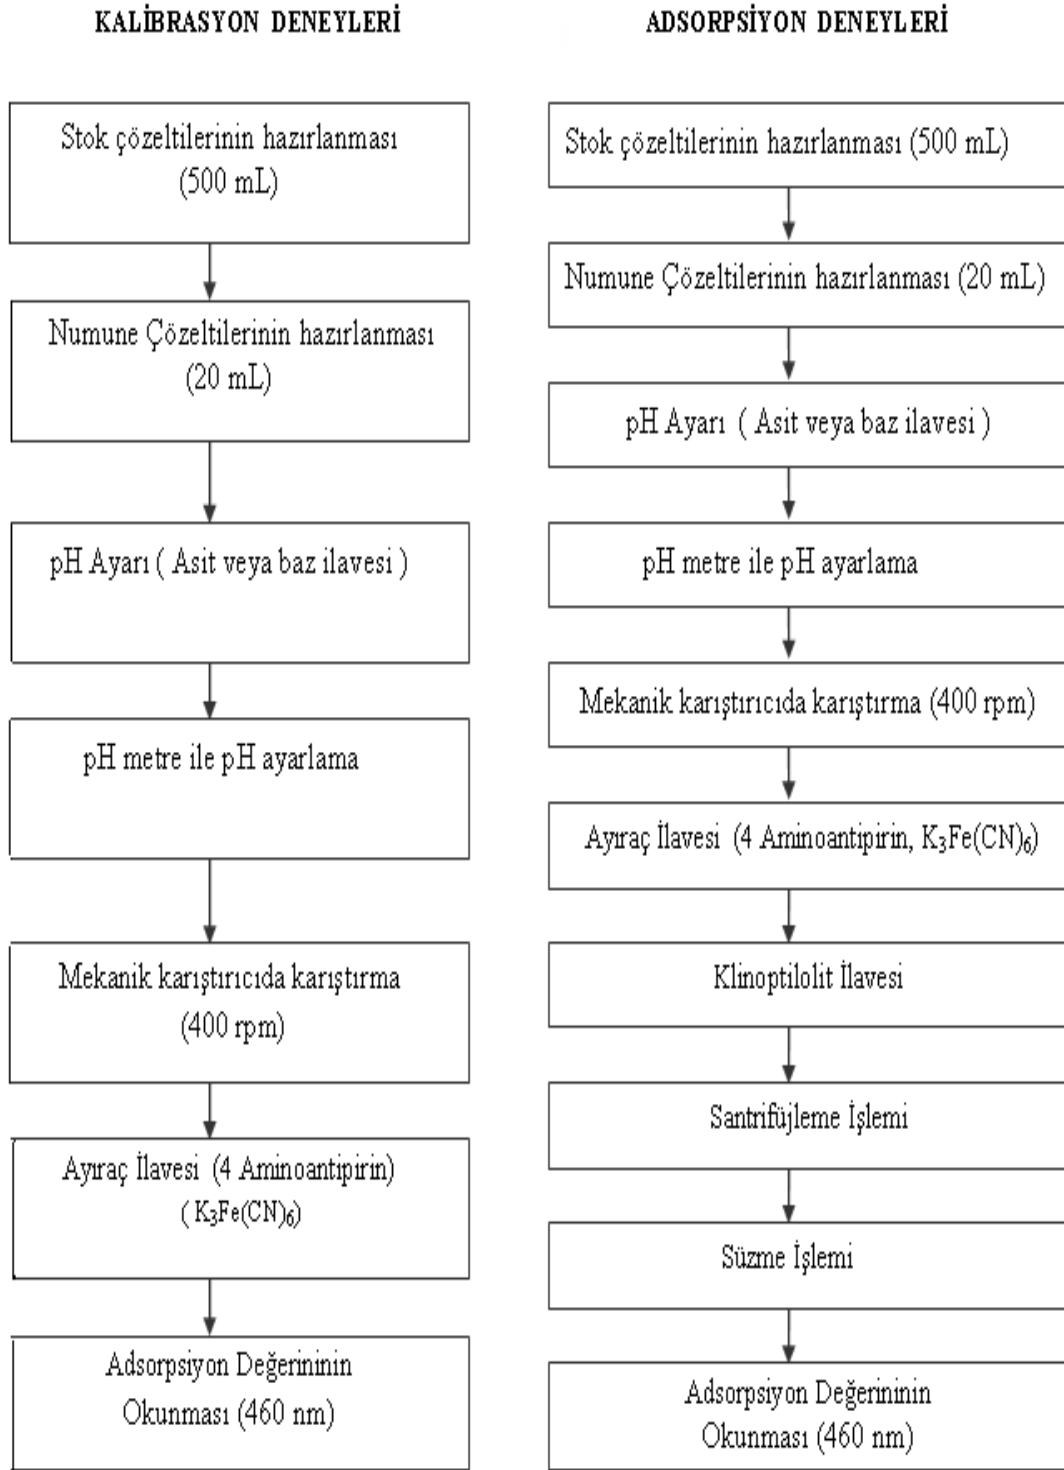 KALİBRASYON DENEYLERİ
Stok çözeltilerinin hazırlanması
(500 mL)
Numune Çözeltilerinin hazırlanması
(20 mL)
pH Ayarı ( Asit veya baz ilavesi )
pH metre ile pH ayarlama
Mekanik karıştırıcıda karıştırma
(400 rpm)
Ayıraç İlavesi (4 Aminoantipirin)
( K₃Fe(CN)₆)
Adsorpsiyon Değerininin
Okunması (460 nm)
ADSORPSİYON DENEYLERİ
Stok çözeltilerinin hazırlanması (500 mL)
Numune Çözeltilerinin hazırlanması (20 mL)
pH Ayarı ( Asit veya baz ilavesi )
pH metre ile pH ayarlama
Mekanik karıştırıcıda karıştırma (400 rpm)
Ayıraç İlavesi (4 Aminoantipirin, K₃Fe(CN)₆)
Klinoptilolit İlavesi
Santrifüjleme İşlemi
Süzme İşlemi
Adsorpsiyon Değerininin
Okunması (460 nm)